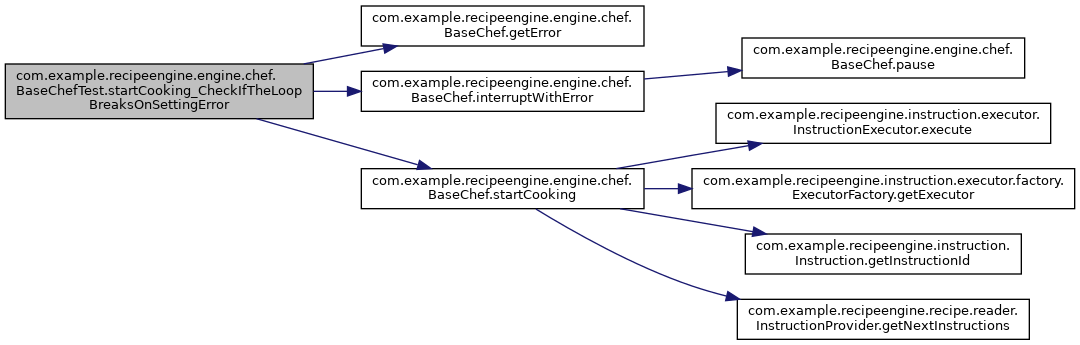 com.example.recipeengine.engine.chef.
BaseChefTest.startCooking_CheckIfTheLoop
BreaksOnSettingError
com.example.recipeengine.engine.chef.
BaseChef.getError
com.example.recipeengine.engine.chef.
BaseChef.interruptWithError
com.example.recipeengine.engine.chef.
BaseChef.pause
com.example.recipeengine.engine.chef.
BaseChef.startCooking
com.example.recipeengine.instruction.executor.
InstructionExecutor.execute
com.example.recipeengine.instruction.executor.factory.
ExecutorFactory.getExecutor
com.example.recipeengine.instruction.
Instruction.getInstructionId
com.example.recipeengine.recipe.reader.
InstructionProvider.getNextInstructions